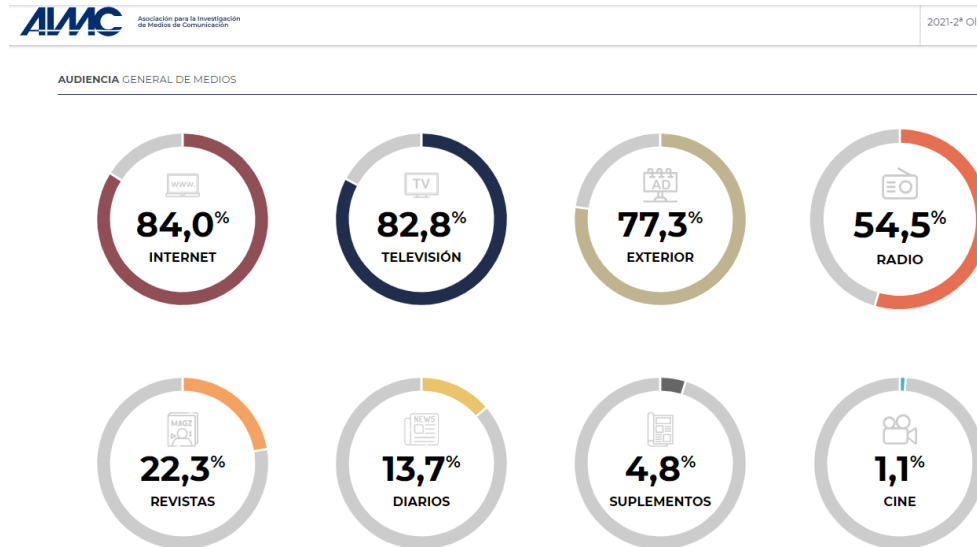 AIMC
Asociación para la Investigación
de Medios de Comunicación
2021-2ª Ol
AUDIENCIA GENERAL DE MEDIOS
www.
84,0%
INTERNET
TV
82,8%
TELEVISIÓN
AD
77,3%
EXTERIOR
54,5%
RADIO
MAGZ
22,3%
REVISTAS
NEWS
13,7%
DIARIOS
4,8%
SUPLEMENTOS
1,1%
CINE